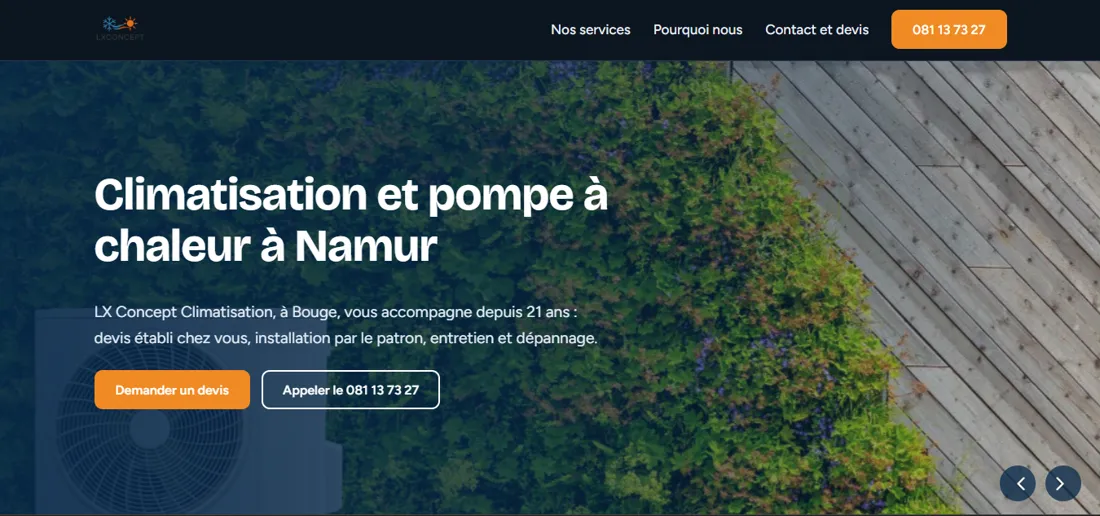 LXCONCEPT
Nos services
Pourquoi nous
Contact et devis
081 13 73 27
Climatisation et pompe à
chaleur à Namur
LX Concept Climatisation, à Bouge, vous accompagne depuis 21 ans :
devis établi chez vous, installation par le patron, entretien et dépannage.
Demander un devis
Appeler le 081 13 73 27